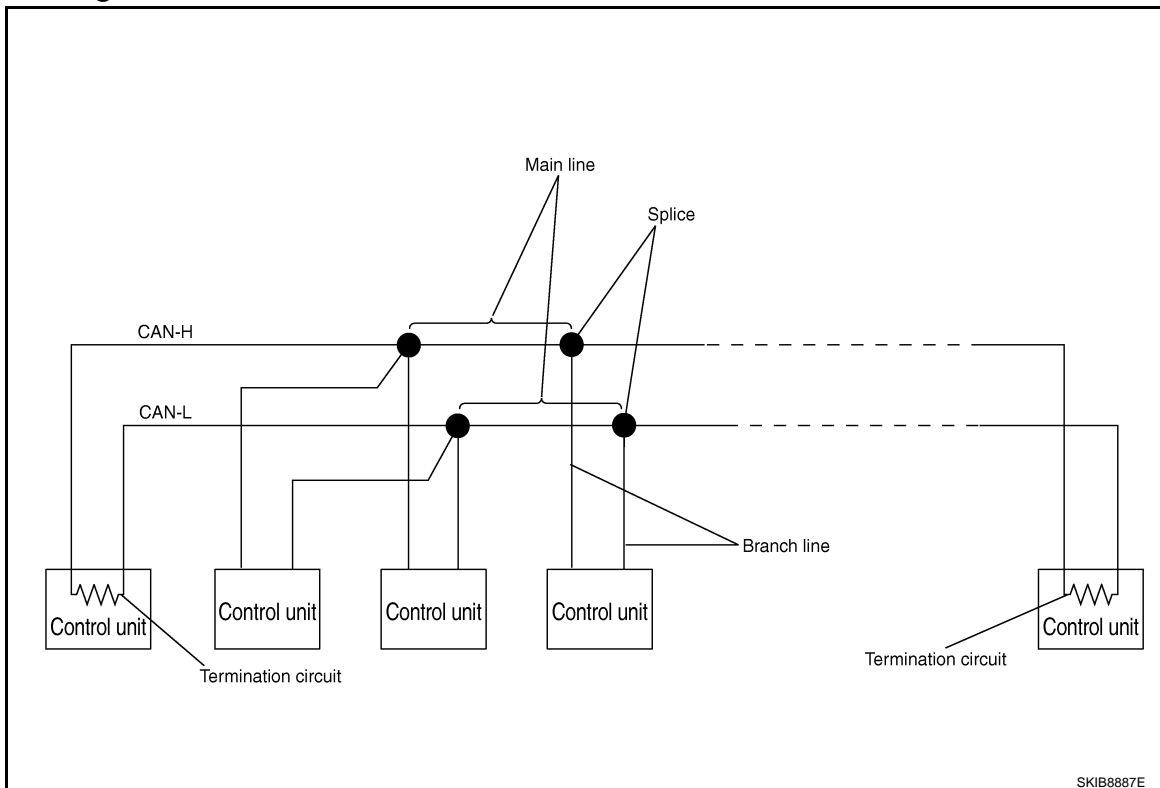 Main line
Splice
CAN-H
CAN-L
Branch line
Control unit
Control unit
Control unit
Control unit
Control unit
Termination circuit
Termination circuit
SKIB8887E